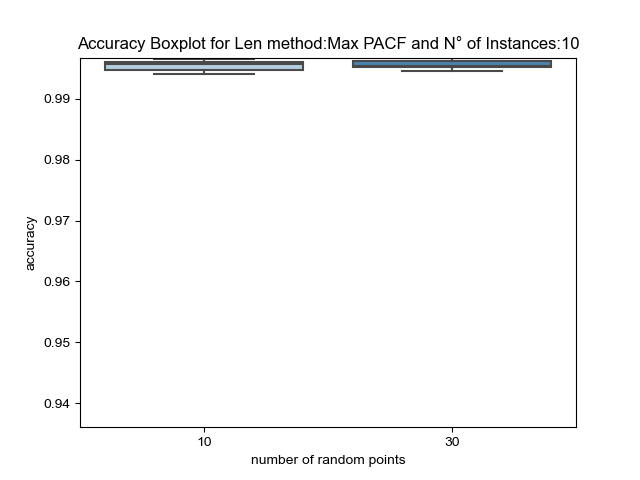 Accuracy Boxplot for Len method:Max PACF and N° of Instances:10
0.99
0.98
0.97
0.96
0.95
0.94
accuracy
10 30
number of random points